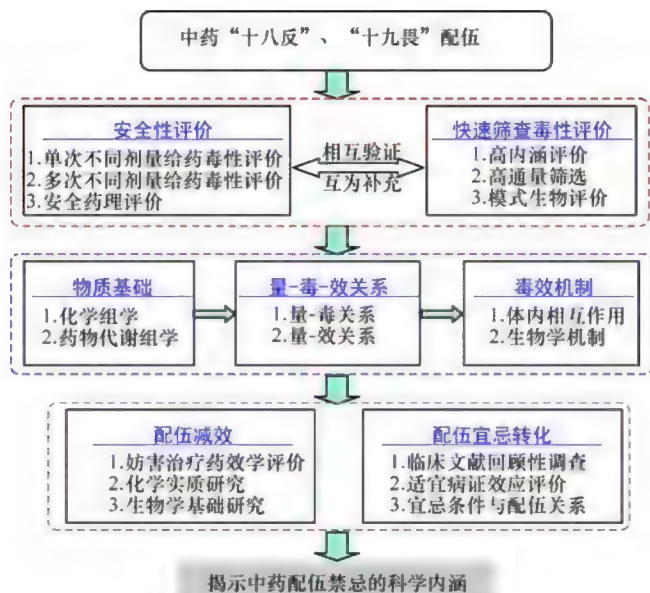 中药“十八反”、“十九畏”配伍
安全性评价
1.单次不同剂量给药毒性评价
2.多次不同剂量给药毒性评价
3.安全药理评价
相互验证
互为补充
快速筛查毒性评价
1.高内涵评价
2.高通量筛选
3.模式生物评价
物质基础
1.化学组学
2.药物代谢组学
量-毒-效关系
1.量-毒关系
2.量-效关系
毒效机制
1.体内相互作用
2.生物学机制
配伍减效
1.妨害治疗药效学评价
2.化学实质研究
3.生物学基础研究
配伍宜忌转化
1.临床文献回顾性调查
2.适宜病证效应评价
3.宜忌条件与配伍关系
揭示中药配伍禁忌的科学内涵